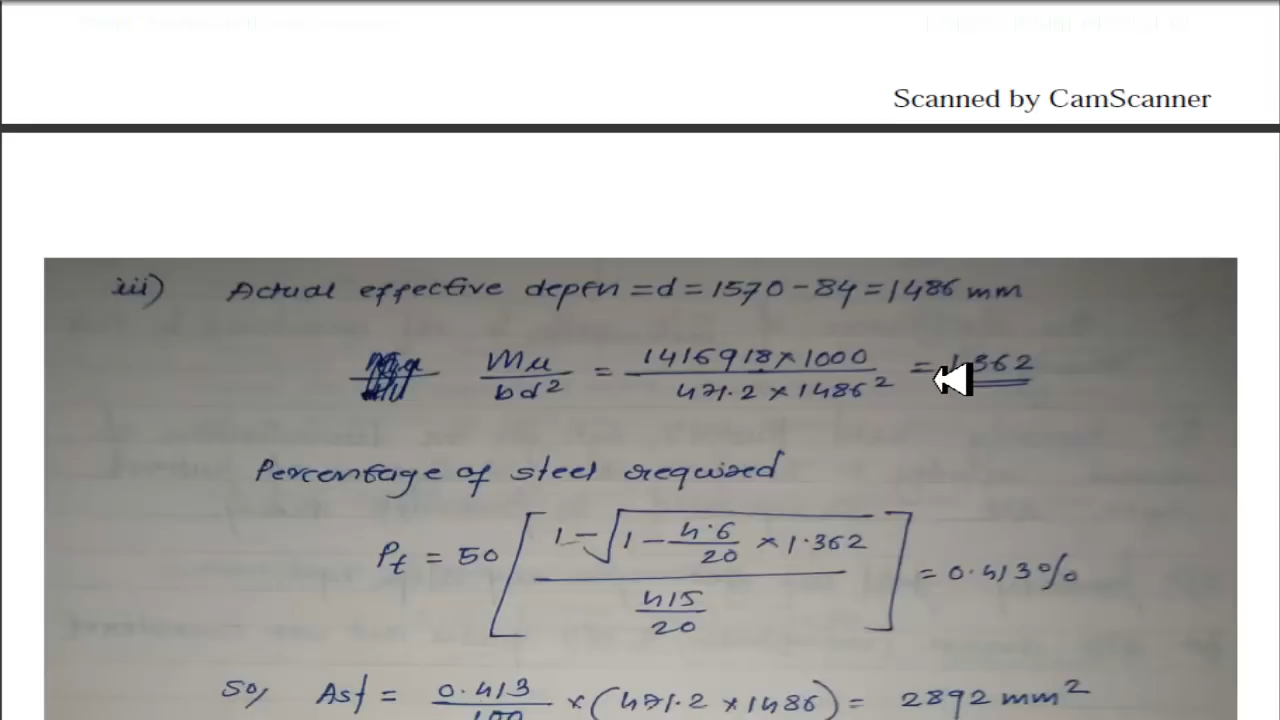 Scanned by CamScanner
iii) Actual effective depth = d = 1570 - 84 = 1486 mm
Mu / bd² = 1416918 × 1000 / 471.2 × 1486² = 1.362
Percentage of steel required
Pt = 50 [ 1 - √(1 - 4.6/20 × 1.362) / 415/20 ] = 0.413%
So, Ast = 0.413/100 × (471.2 × 1486) = 2892 mm²